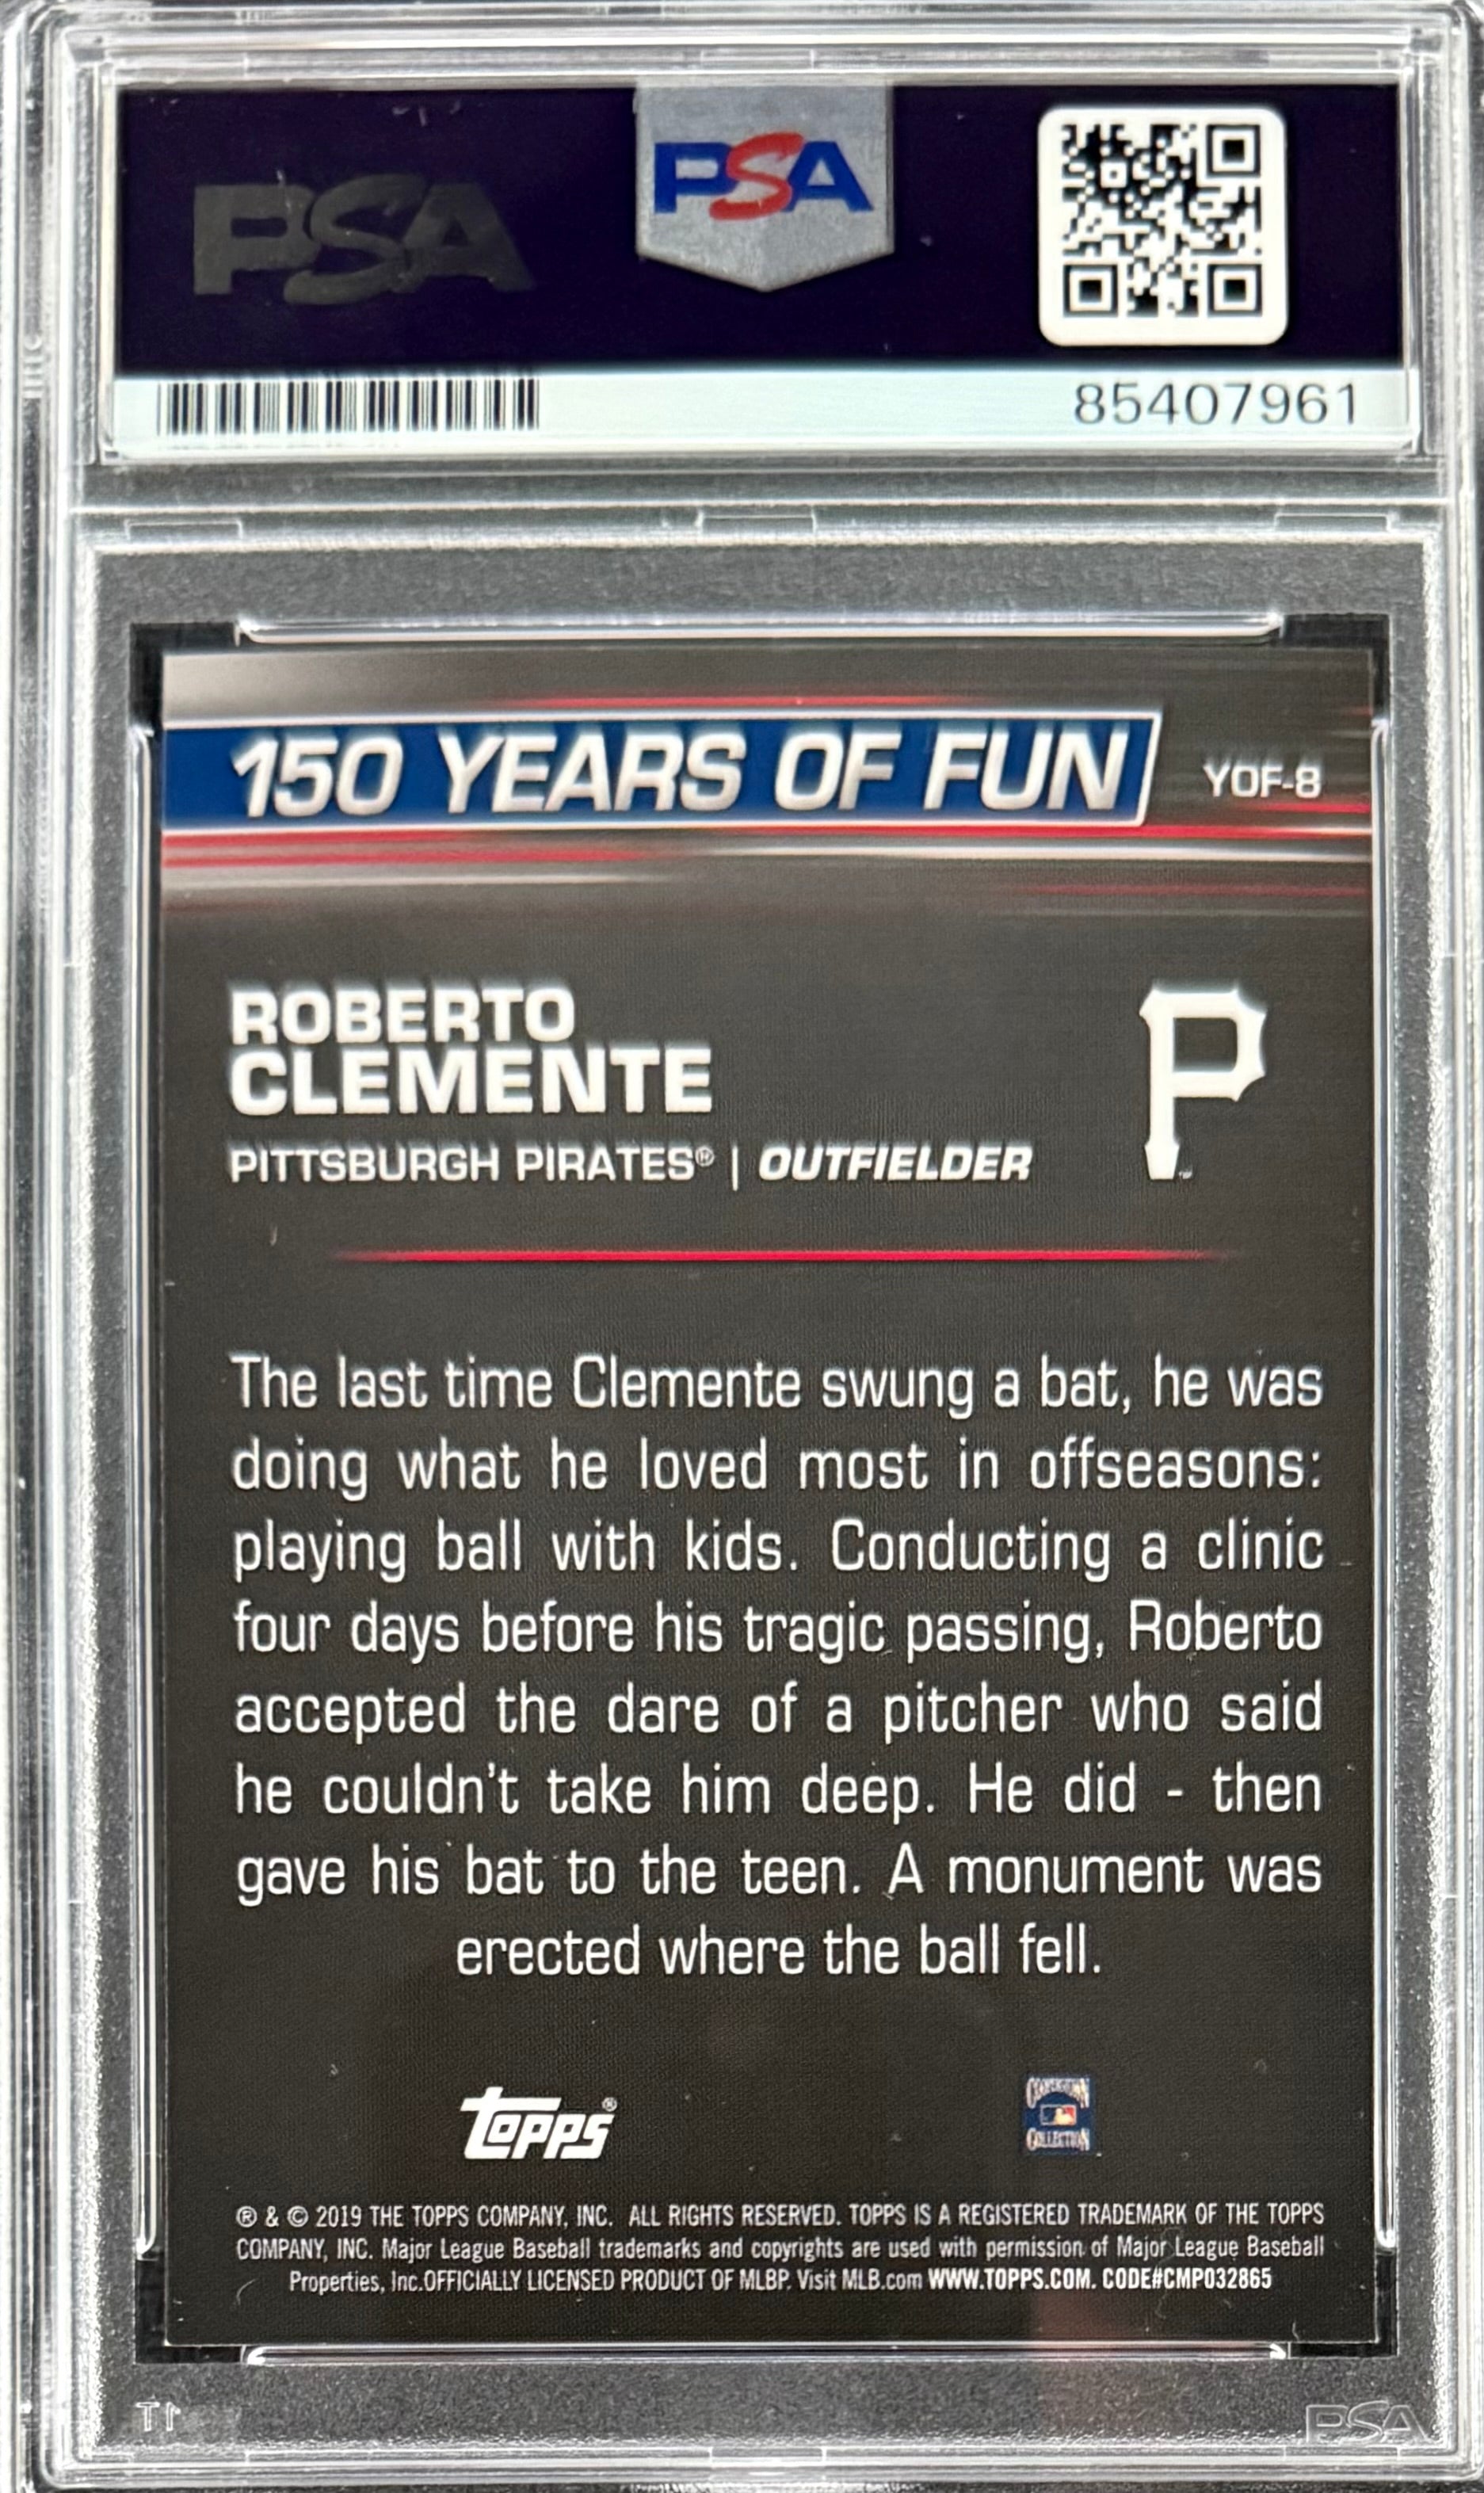 PSA
PSA
85407961
150 YEARS OF FUN
YOF-8
ROBERTO
CLEMENTE
PITTSBURGH PIRATES® | OUTFIELDER
P
The last time Clemente swung a bat, he was
doing what he loved most in offseasons:
playing ball with kids. Conducting a clinic
four days before his tragic passing, Roberto
accepted the dare of a pitcher who said
he couldn't take him deep. He did - then
gave his bat to the teen. A monument was
erected where the ball fell.
topps®
COOPERSTOWN
COLLECTION
® & © 2019 THE TOPPS COMPANY, INC. ALL RIGHTS RESERVED. TOPPS IS A REGISTERED TRADEMARK OF THE TOPPS
COMPANY, INC. Major League Baseball trademarks and copyrights are used with permission of Major League Baseball
Properties, Inc.OFFICIALLY LICENSED PRODUCT OF MLBP. Visit MLB.com WWW.TOPPS.COM. CODE#CMP032865
PSA